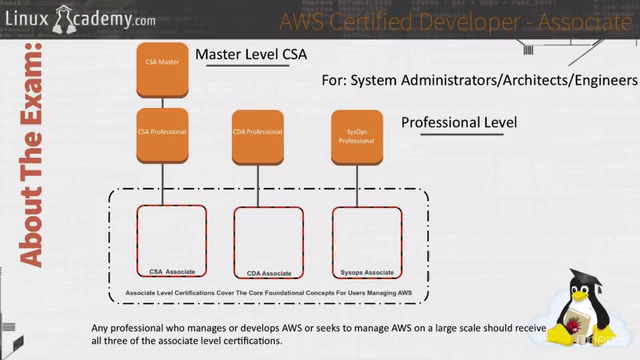 Linux Academy.com
AWS Certified Developer - Associate
About The Exam:
CSA Master
Master Level CSA
For: System Administrators/Architects/Engineers
CSA Professional
CDA Professional
SysOps
Professional
Professional Level
CSA Associate
CDA Associate
Sysops Associate
Associate Level Certifications Cover The Core Foundational Concepts For Users Managing AWS
Any professional who manages or develops AWS or seeks to manage AWS on a large scale should receive
all three of the associate level certifications.